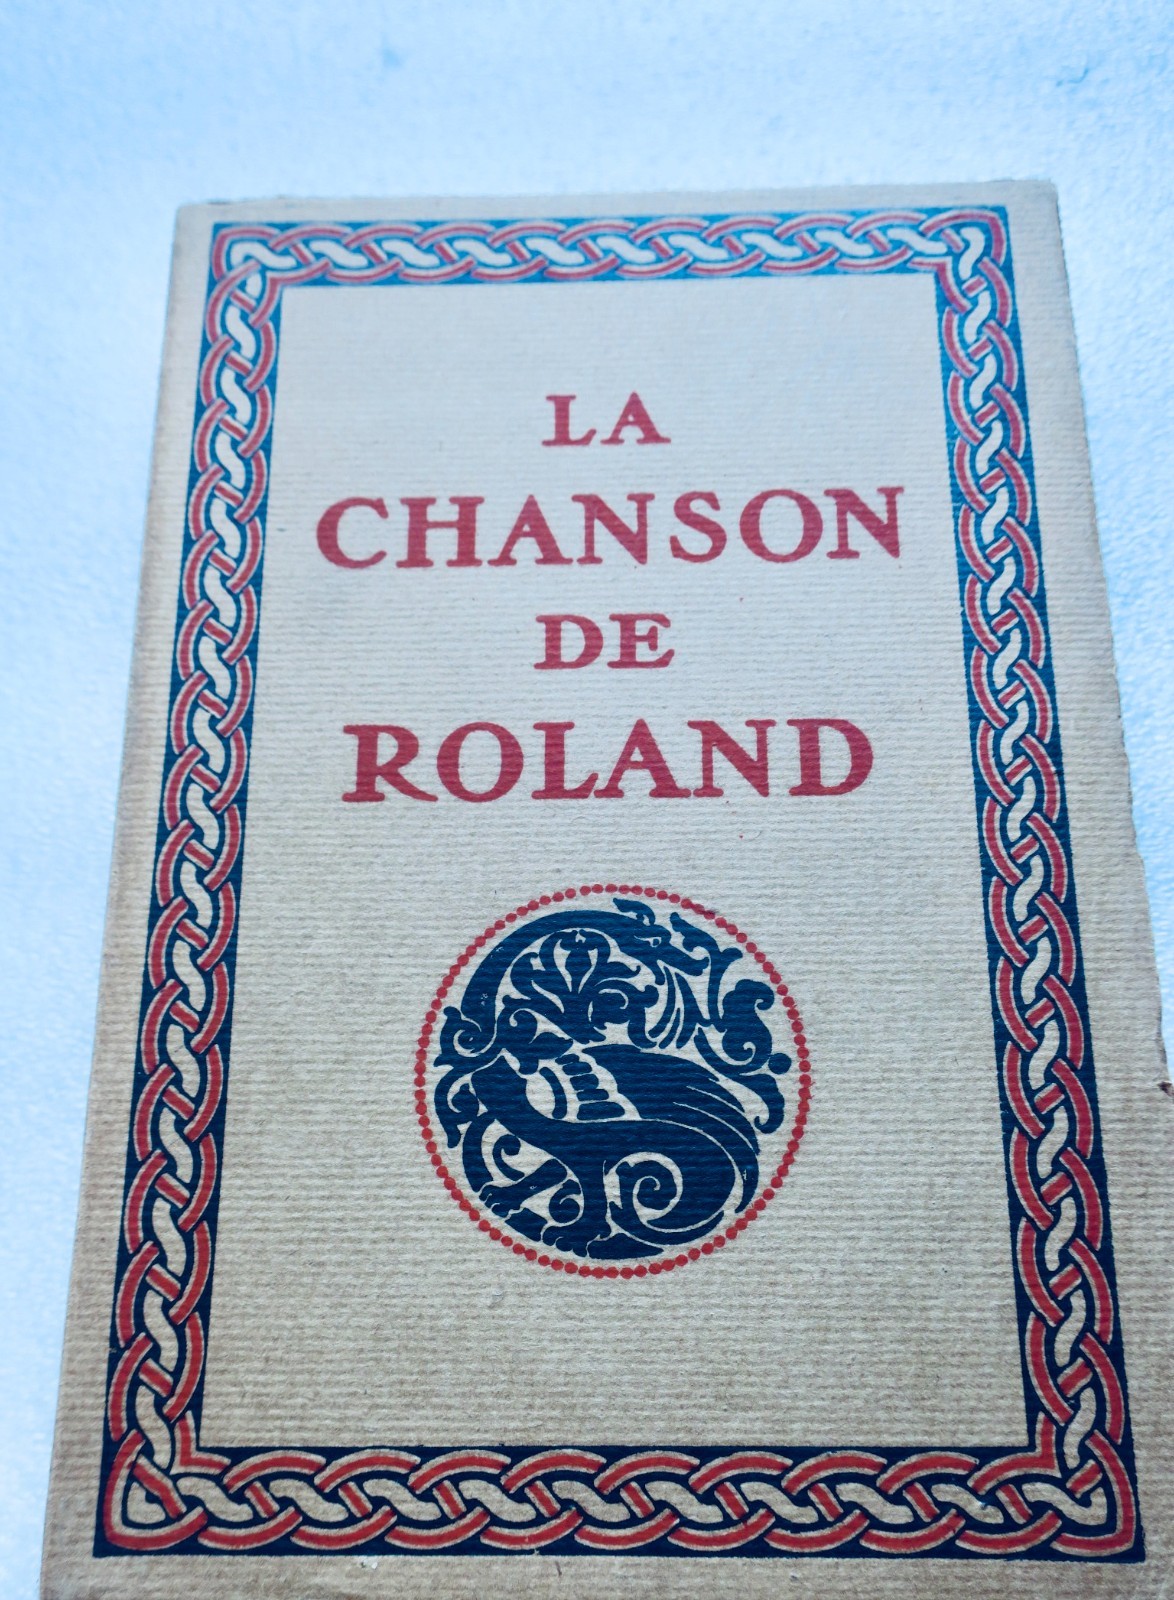 LA
CHANSON
DE
ROLAND